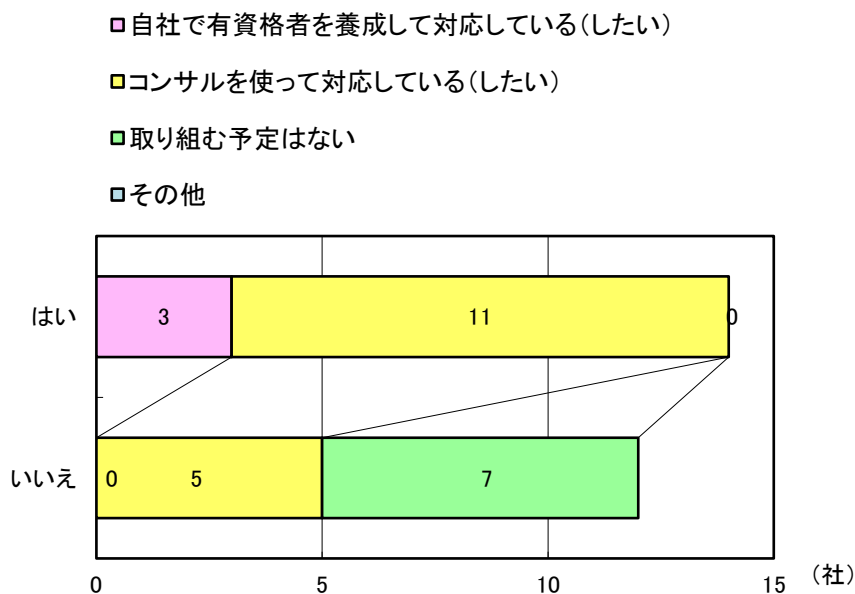 自社で有資格者を養成して対応している(したい)
コンサルを使って対応している(したい)
取り組む予定はない
その他
はい 3 11 0
いいえ 0 5 7
0 5 10 15 (社)